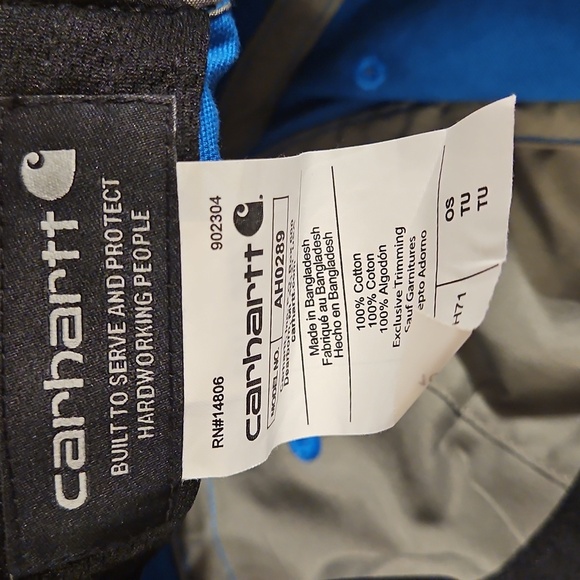 carhartt
BUILT TO SERVE AND PROTECT
HARDWORKING PEOPLE
RN#14806 902304
carhartt
MODEL NO. AH0289
Made in Bangladesh
Fabriqué au Bangladesh
Hecho en Bangladesh
100% Cotton
100% Coton
100% Algodón
Exclusive Trimming
Sauf Garnitures
epto Adorno
H71
OS
TU
TU